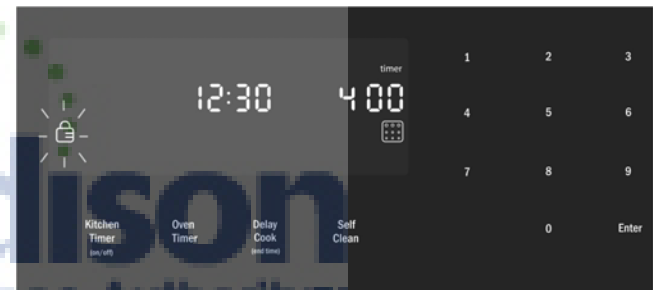 timer
12:30
4 00
1 2 3
4 5 6
7 8 9
Kitchen Timer (on/off)
Oven Timer
Delay Cook (end time)
Self Clean
0 Enter
dison